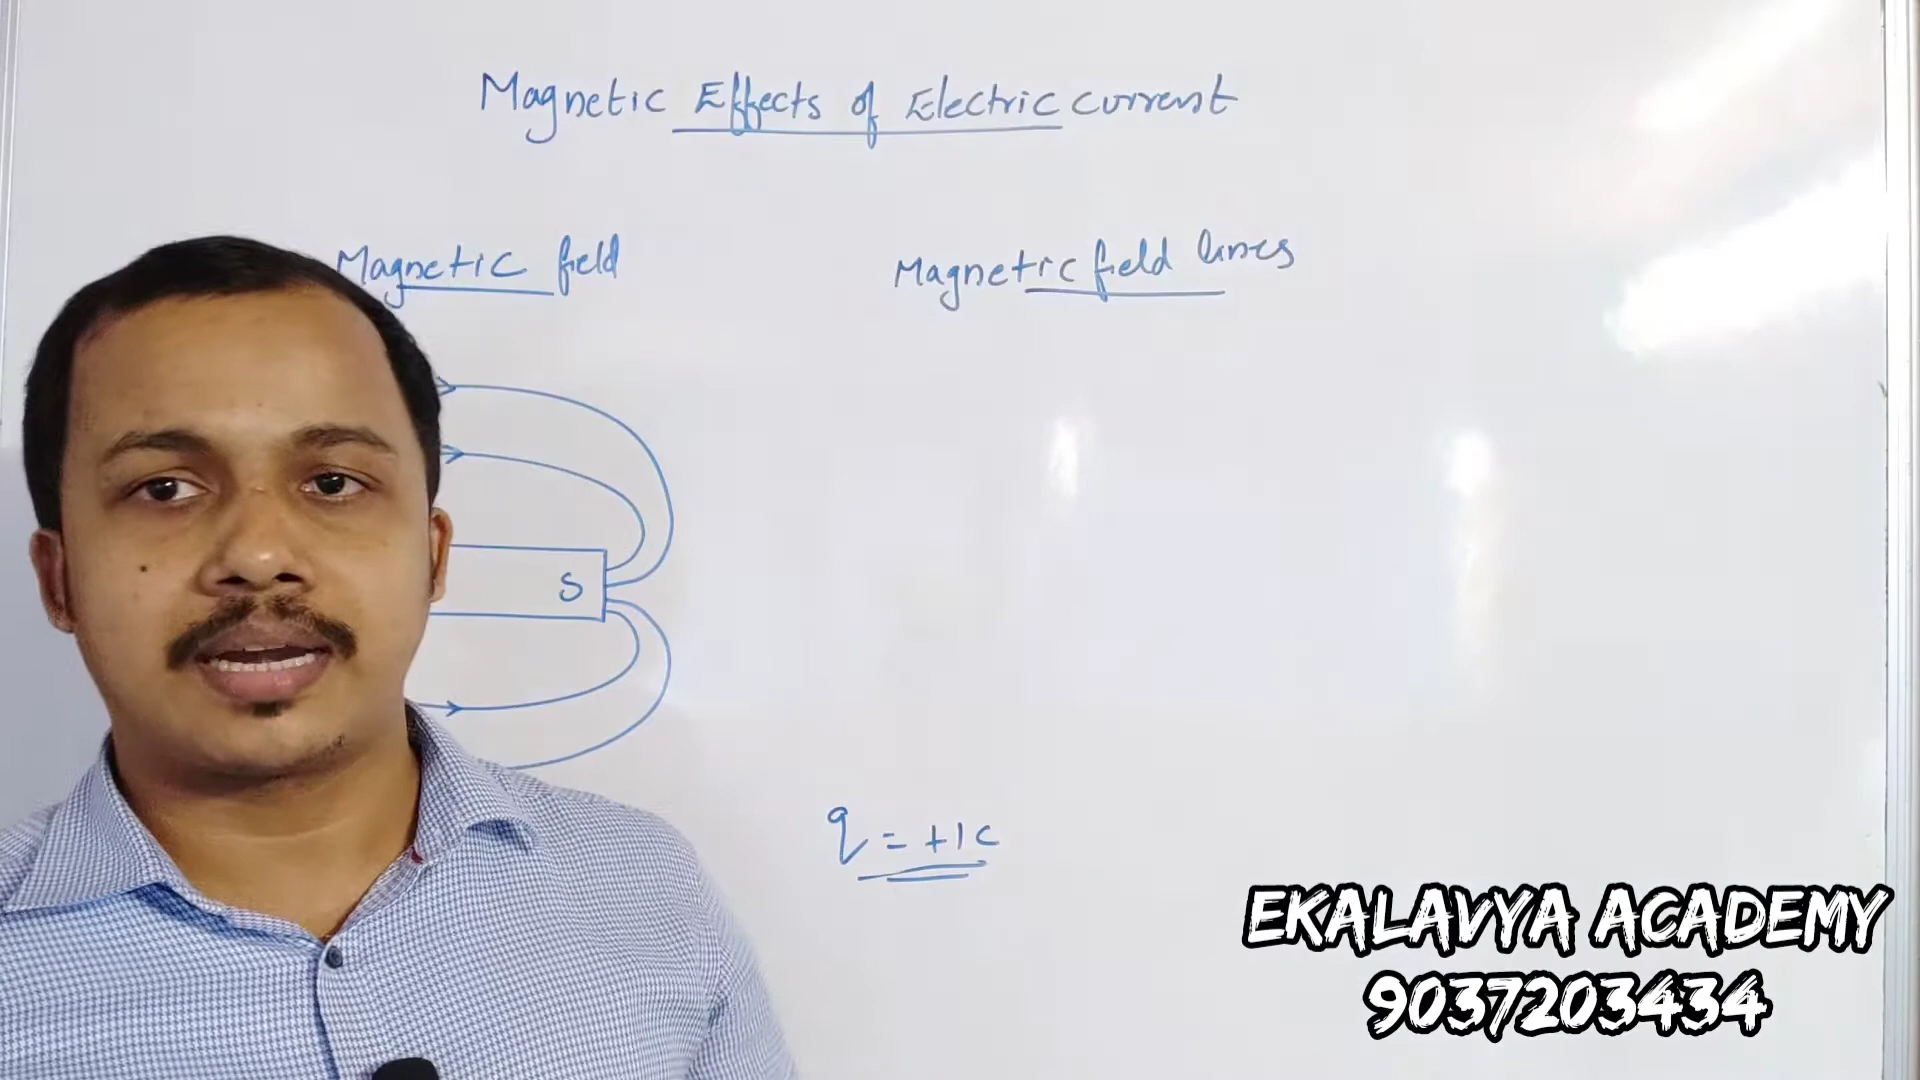 Magnetic Effects of Electric current
Magnetic field
Magnetic field lines
S
q = +1c
EKALAVYA ACADEMY
9037203434